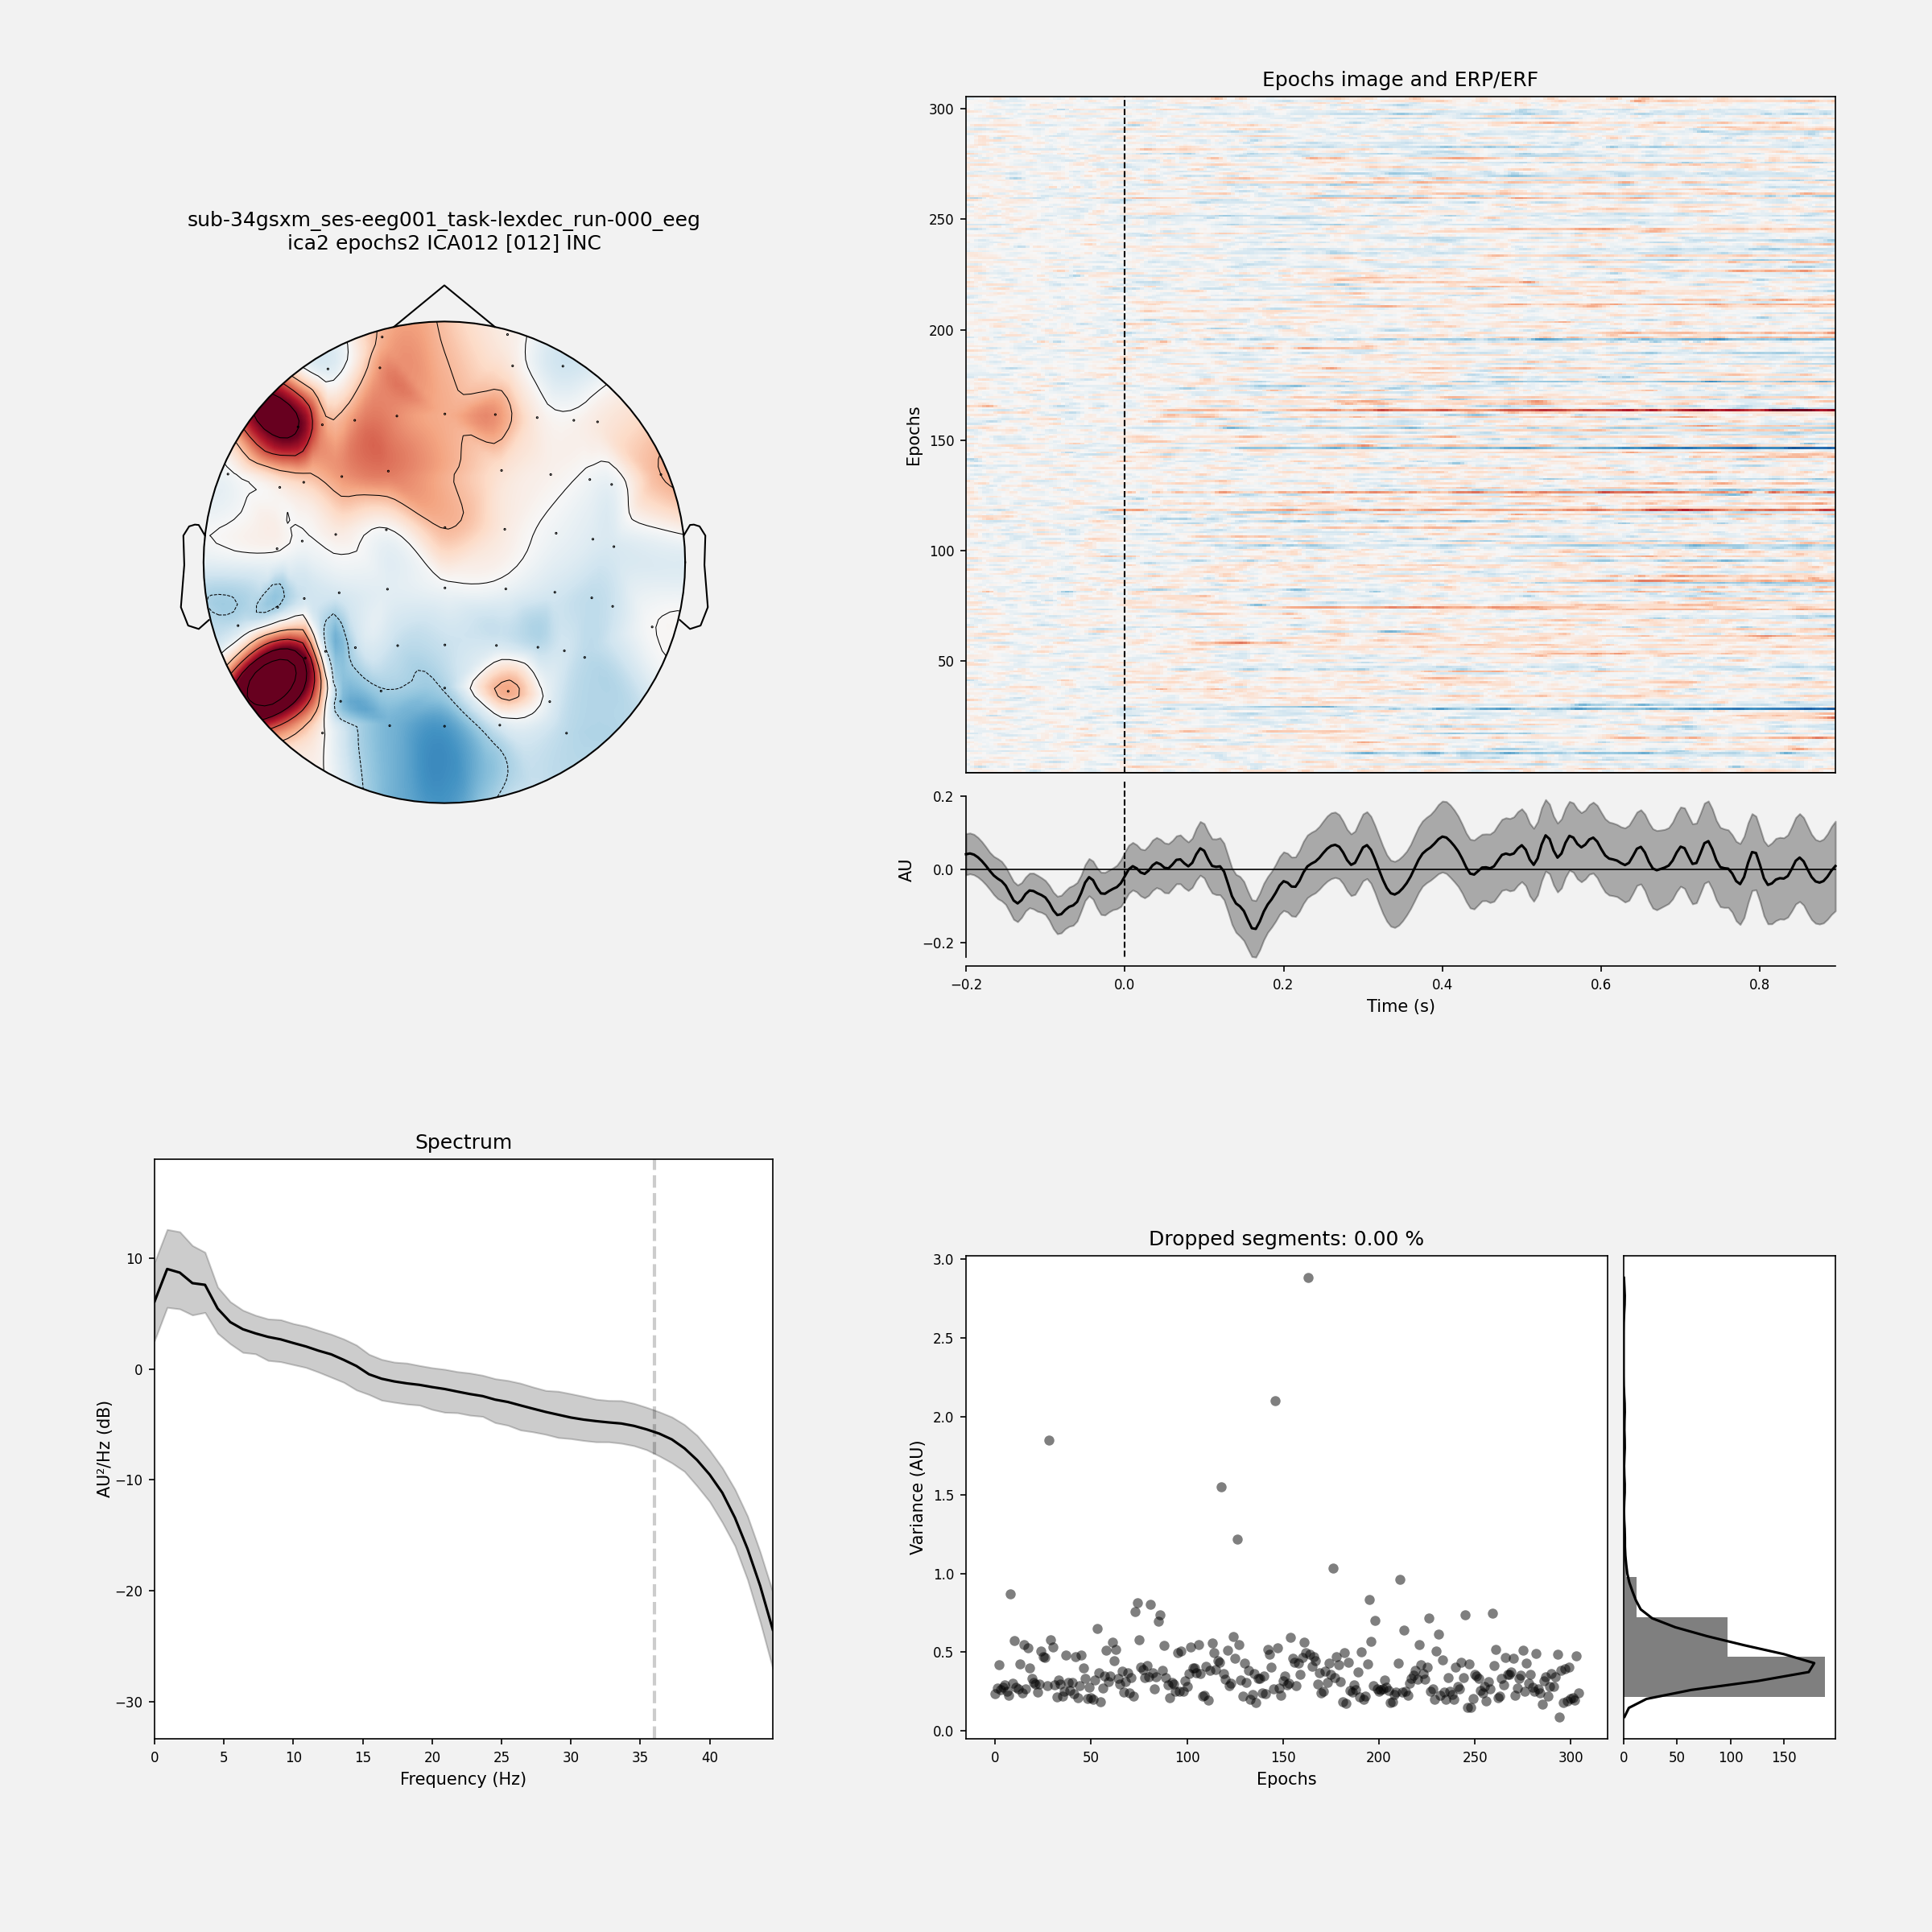 sub-34gsxm_ses-eeg001_task-lexdec_run-000_eeg
ica2 epochs2 ICA012 [012] INC
Epochs image and ERP/ERF
300
250
200
150
100
50
Epochs
0.2
0.0
−0.2
AU
−0.2 0.0 0.2 0.4 0.6 0.8
Time (s)
Spectrum
10
0
−10
−20
−30
AU²/Hz (dB)
0 5 10 15 20 25 30 35 40
Frequency (Hz)
Dropped segments: 0.00 %
3.0
2.5
2.0
1.5
1.0
0.5
0.0
Variance (AU)
0 50 100 150 200 250 300
Epochs
0 50 100 150